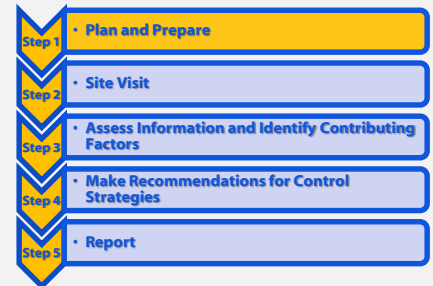 Step 1
• Plan and Prepare
Step 2
• Site Visit
Step 3
• Assess Information and Identify Contributing
Factors
Step 4
• Make Recommendations for Control
Strategies
Step 5
• Report